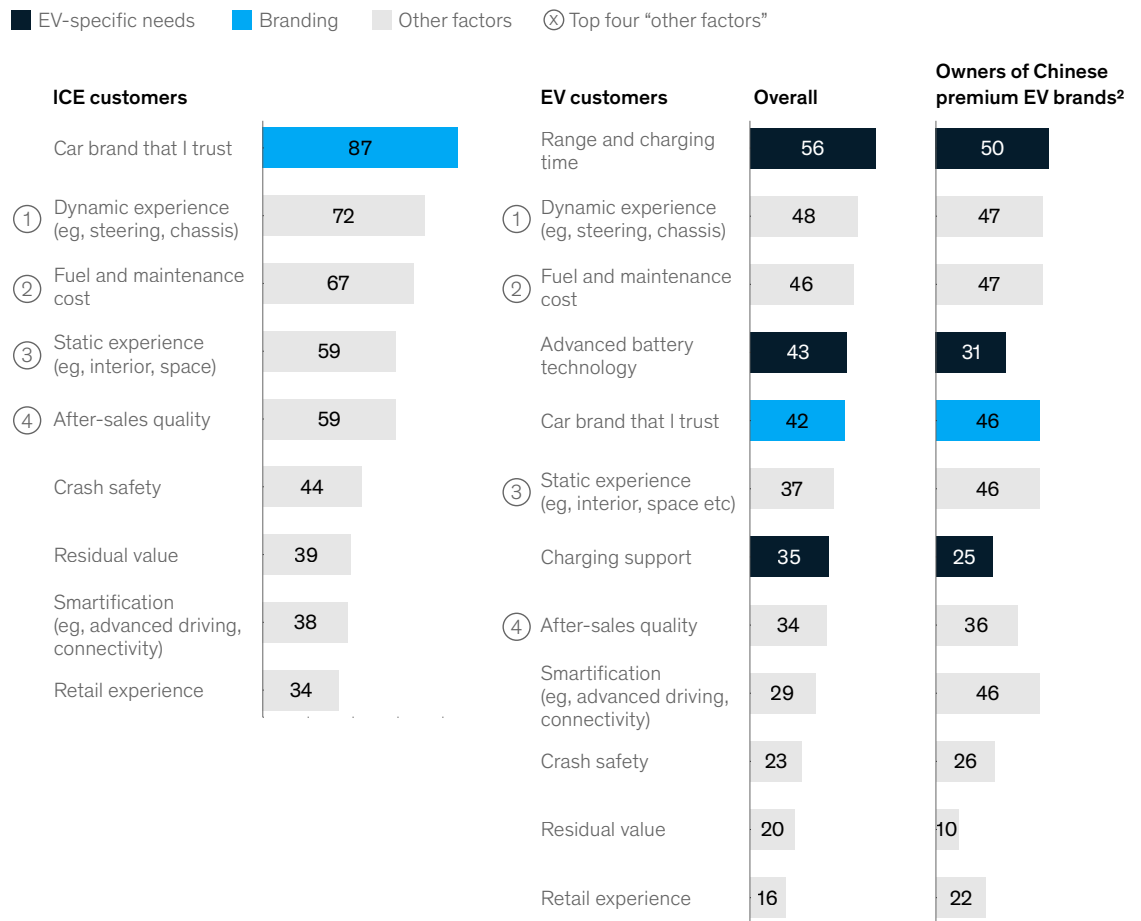 EV-specific needs Branding Other factors Ⓧ Top four “other factors”
ICE customers
Car brand that I trust 87
① Dynamic experience
(eg, steering, chassis) 72
② Fuel and maintenance
cost 67
③ Static experience
(eg, interior, space) 59
④ After-sales quality 59
Crash safety 44
Residual value 39
Smartification
(eg, advanced driving,
connectivity) 38
Retail experience 34
EV customers Overall Owners of Chinese
premium EV brands²
Range and charging
time 56 50
① Dynamic experience
(eg, steering, chassis) 48 47
② Fuel and maintenance
cost 46 47
Advanced battery
technology 43 31
Car brand that I trust 42 46
③ Static experience
(eg, interior, space etc) 37 46
Charging support 35 25
④ After-sales quality 34 36
Smartification
(eg, advanced driving,
connectivity) 29 46
Crash safety 23 26
Residual value 20 10
Retail experience 16 22